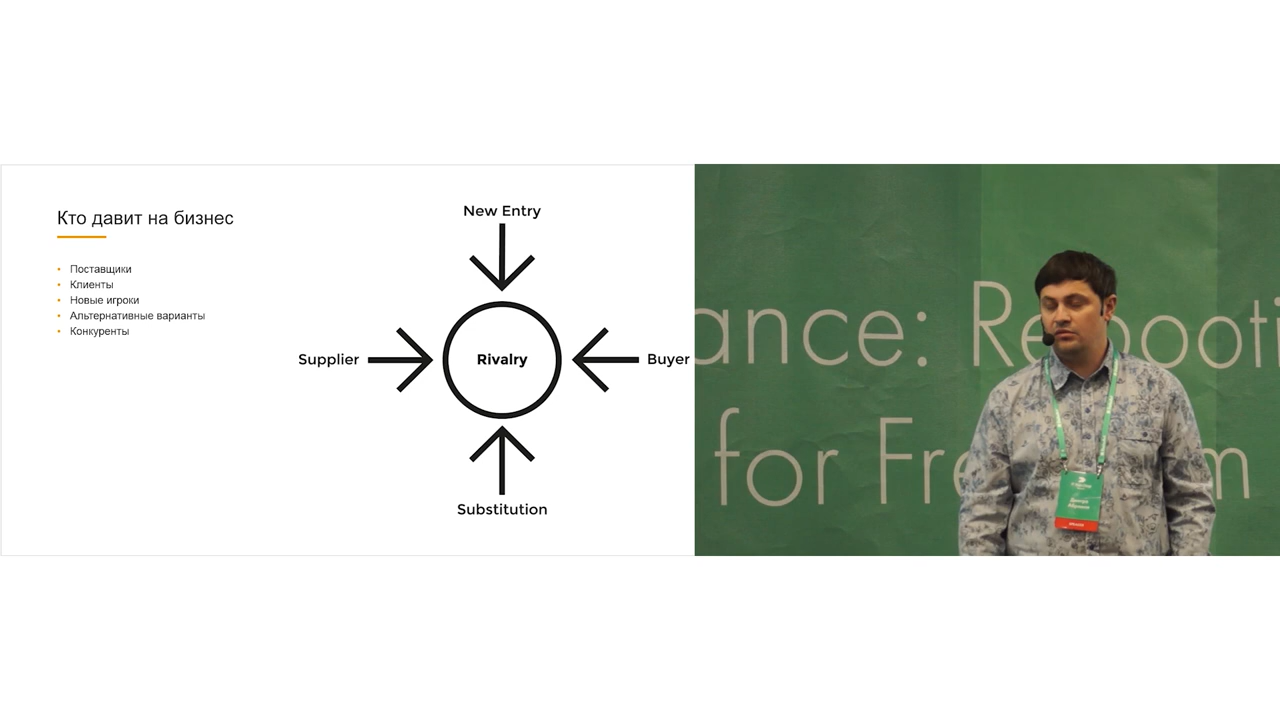 Кто давит на бизнес
Поставщики
Клиенты
Новые игроки
Альтернативные варианты
Конкуренты
New Entry
Supplier
Rivalry
Buyer
Substitution
ance: Rebooti
for Fre m